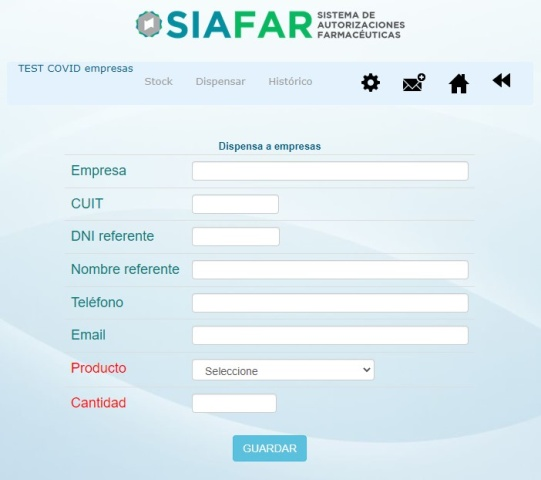 SIAFAR SISTEMA DE
AUTORIZACIONES
FARMACÉUTICAS
TEST COVID empresas
Stock Dispensar Histórico
Dispensa a empresas
Empresa
CUIT
DNI referente
Nombre referente
Teléfono
Email
Producto Seleccione
Cantidad
GUARDAR